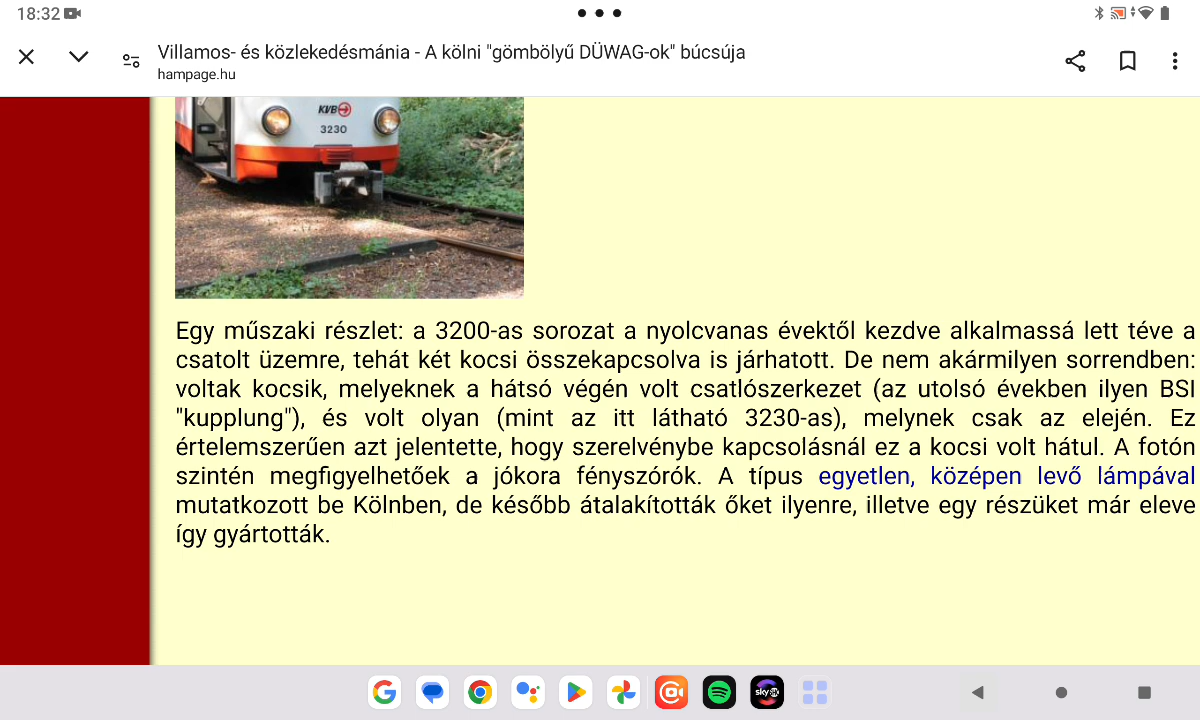 18:32
Villamos- és közlekedésmánia - A kölni "gömbölyű DÜWAG-ok" búcsúja
hampage.hu
KVB
3230
Egy műszaki részlet: a 3200-as sorozat a nyolcvanas évektől kezdve alkalmassá lett téve a
csatolt üzemre, tehát két kocsi összekapcsolva is járhatott. De nem akármilyen sorrendben:
voltak kocsik, melyeknek a hátsó végén volt csatlószerkezet (az utolsó években ilyen BSI
"kupplung"), és volt olyan (mint az itt látható 3230-as), melynek csak az elején. Ez
értelemszerűen azt jelentette, hogy szerelvénybe kapcsolásnál ez a kocsi volt hátul. A fotón
szintén megfigyelhetőek a jókora fényszórók. A típus egyetlen, középen levő lámpával
mutatkozott be Kölnben, de később átalakították őket ilyenre, illetve egy részüket már eleve
így gyártották.
sky